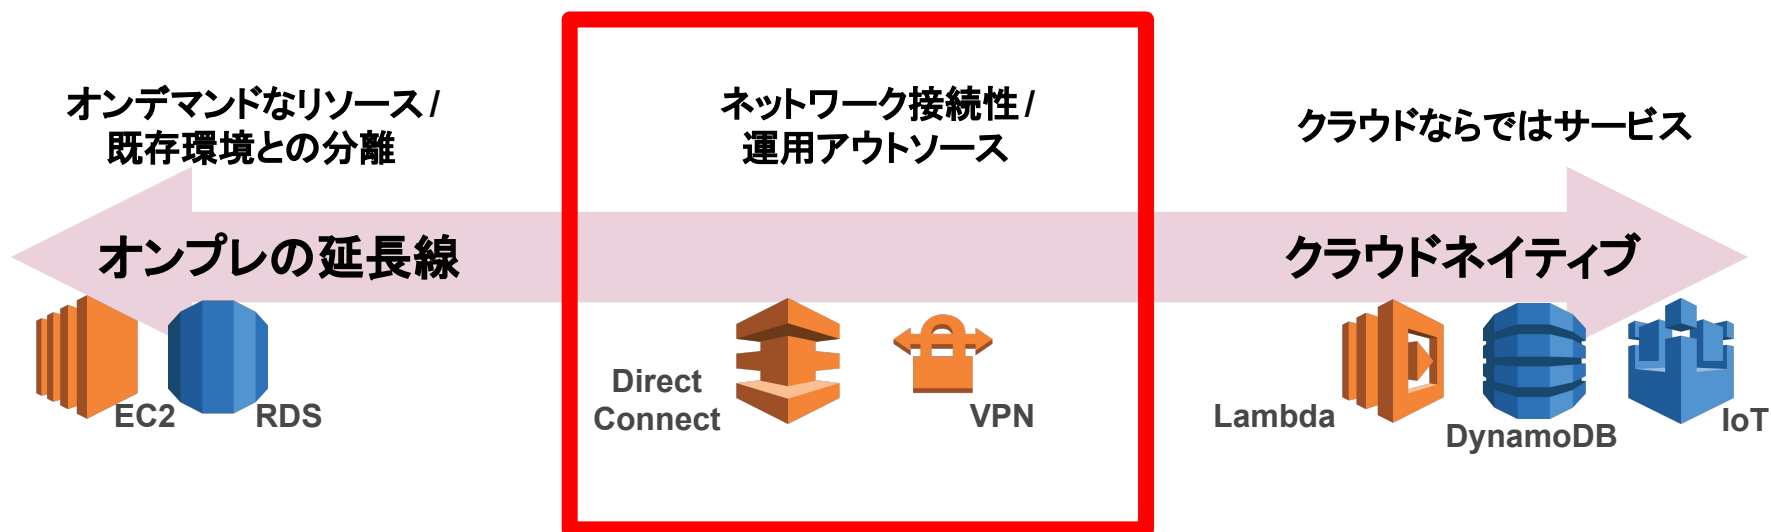 オンデマンドなリソース /
既存環境との分離
ネットワーク接続性 /
運用アウトソース
クラウドならではサービス
オンプレの延長線
クラウドネイティブ
EC2
RDS
Direct
Connect
VPN
Lambda
DynamoDB
IoT